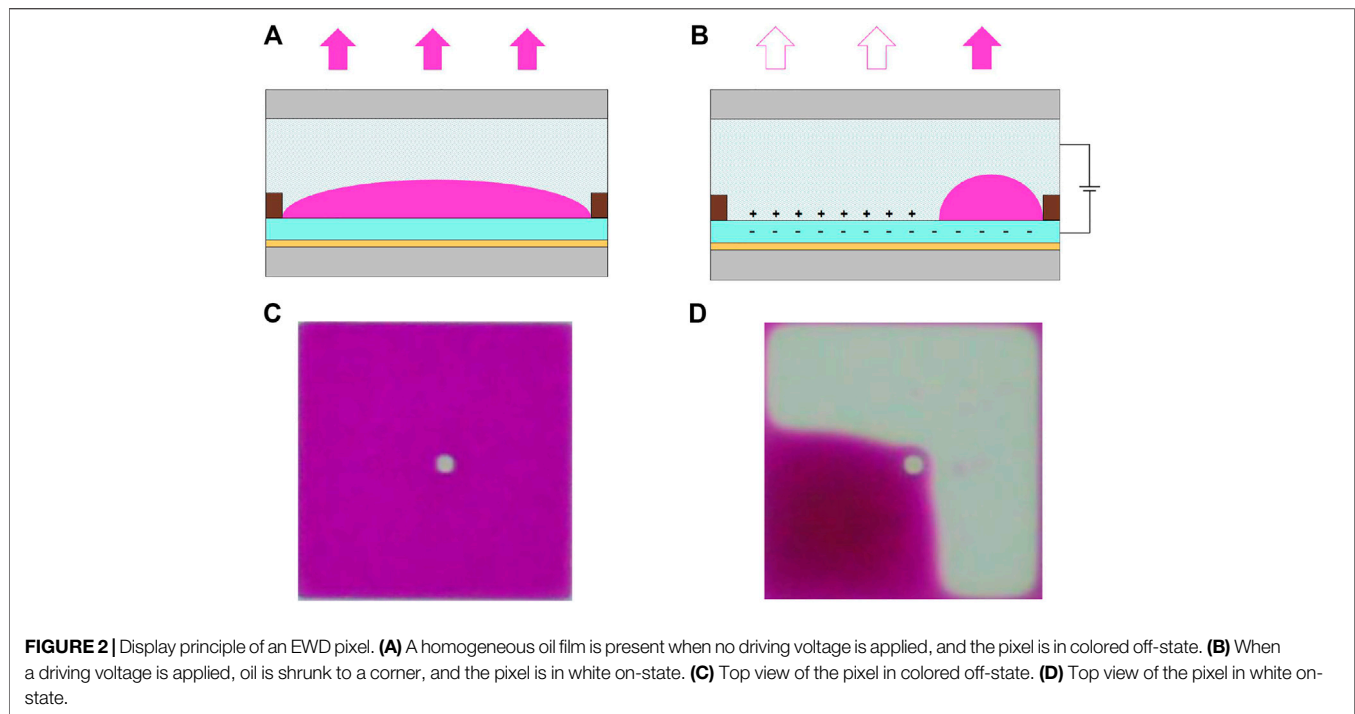 A
B
+ + + + + + + +
- - - - - - - - - - - - -
C
D
FIGURE 2 | Display principle of an EWD pixel. (A) A homogeneous oil film is present when no driving voltage is applied, and the pixel is in colored off-state. (B) When
a driving voltage is applied, oil is shrunk to a corner, and the pixel is in white on-state. (C) Top view of the pixel in colored off-state. (D) Top view of the pixel in white on-
state.